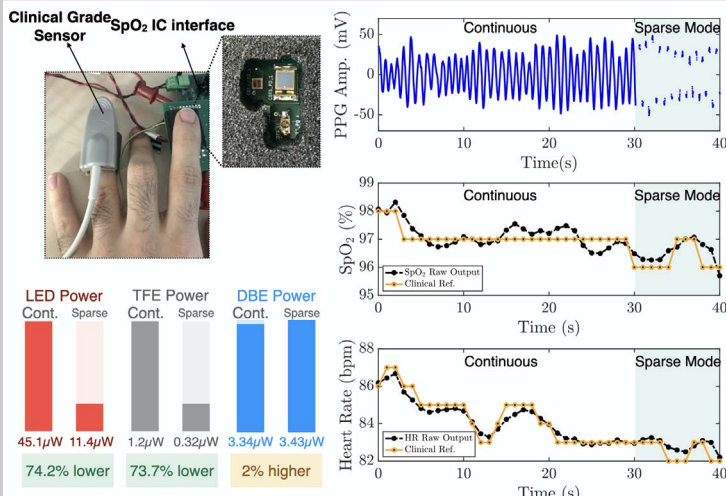 Clinical Grade
Sensor
SpO₂ IC interface
LED Power
Cont. Sparse
45.1μW 11.4μW
74.2% lower
TFE Power
Cont. Sparse
1.2μW 0.32μW
73.7% lower
DBE Power
Cont. Sparse
3.34μW 3.43μW
2% higher
Continuous Sparse Mode
PPG Amp. (mV)
50
0
-50
0 10 20 30 40
Time(s)
Continuous Sparse Mode
SpO₂ (%)
99
98
97
96
95
SpO₂ Raw Output
Clinical Ref.
0 10 20 30 40
Time (s)
Continuous Sparse Mode
Heart Rate (bpm)
88
86
84
82
HR Raw Output
Clinical Ref.
0 10 20 30 40
Time (s)